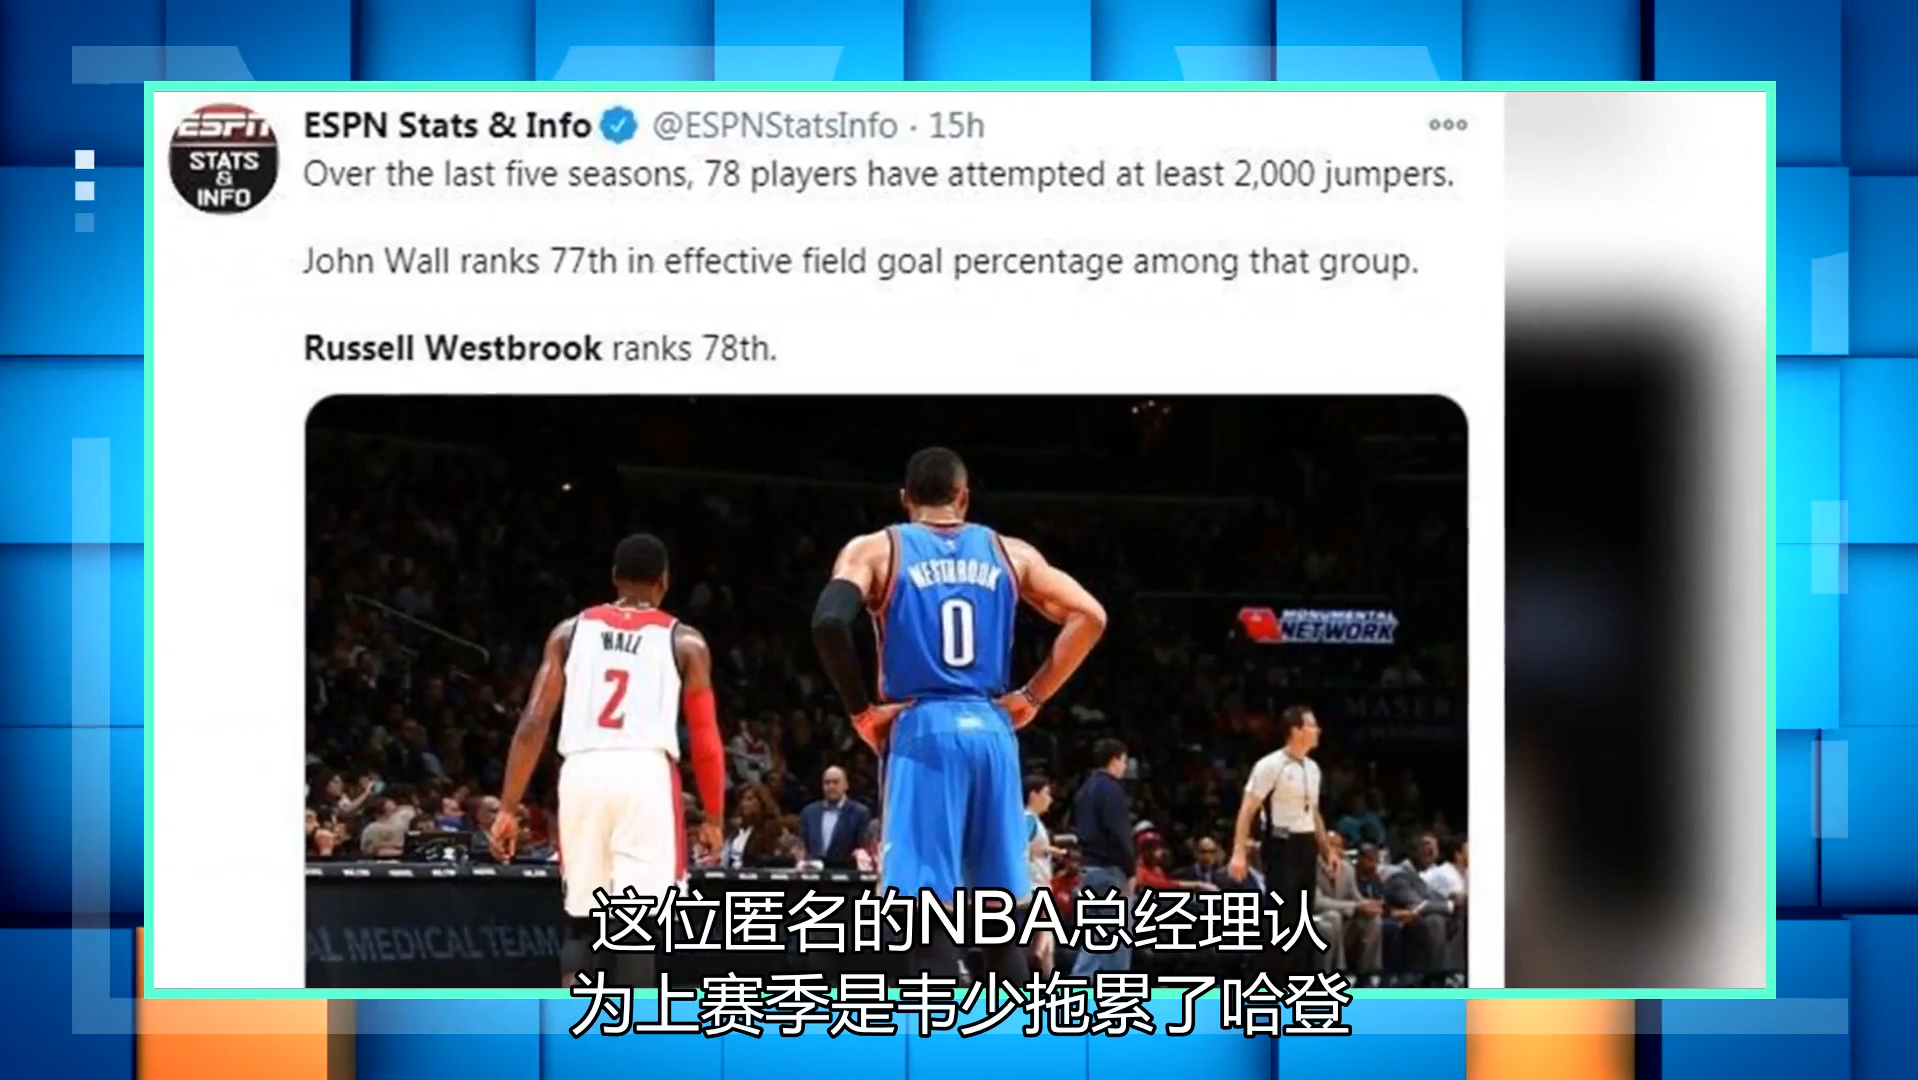 ESPN Stats & Info @ESPNStatsInfo · 15h
ESPN
STATS
&
INFO
Over the last five seasons, 78 players have attempted at least 2,000 jumpers.
John Wall ranks 77th in effective field goal percentage among that group.
Russell Westbrook ranks 78th.
WESTBROOK
0
WALL
2
MONUMENTAL
NETWORK
MASER
AL MEDICAL TEAM
这位匿名的NBA总经理认
为上赛季是韦少拖累了哈登